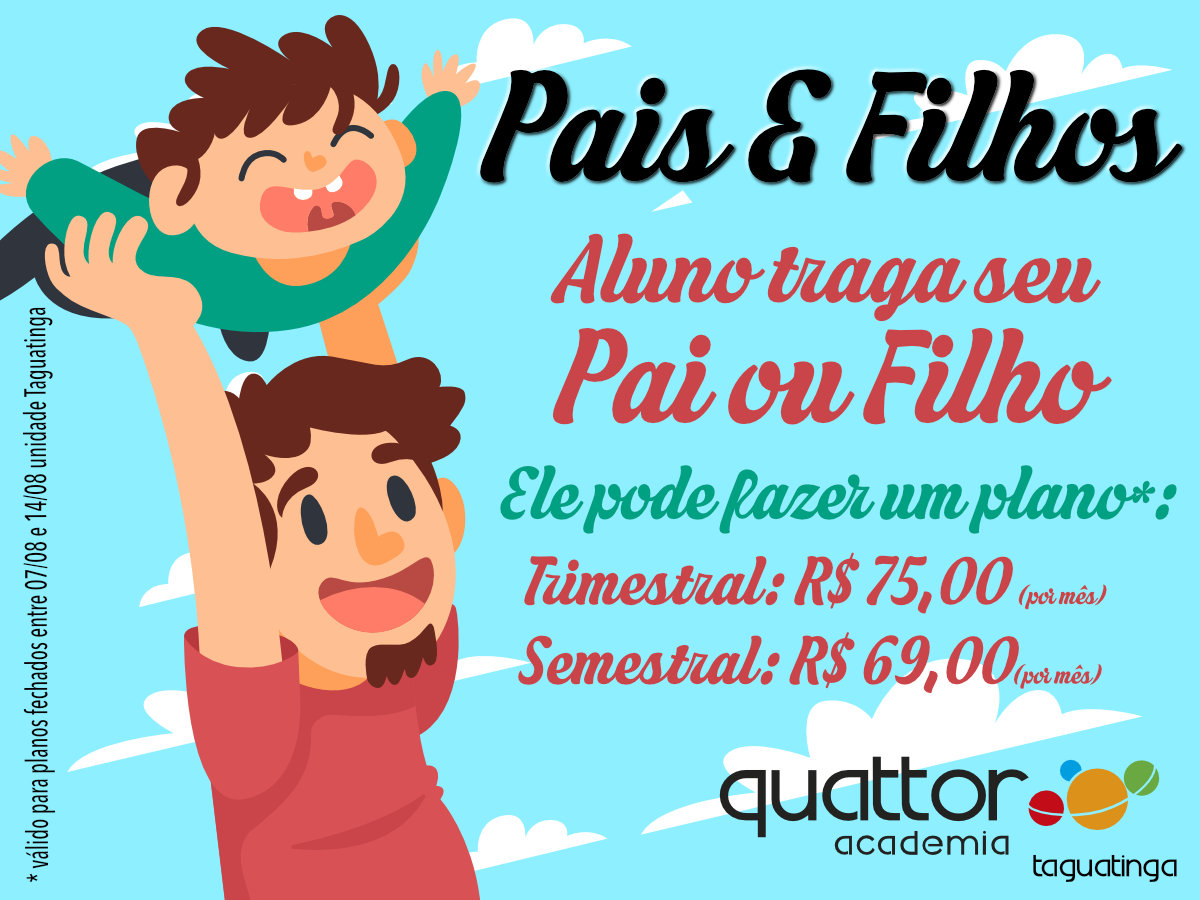 Pais & Filhos
Aluno traga seu
Pai ou Filho
Ele pode fazer um plano*:
Trimestral: R$ 75,00 (por mês)
Semestral: R$ 69,00(por mês)
quattor
academia
taguatinga
* válido para planos fechados entre 07/08 e 14/08 unidade Taguatinga